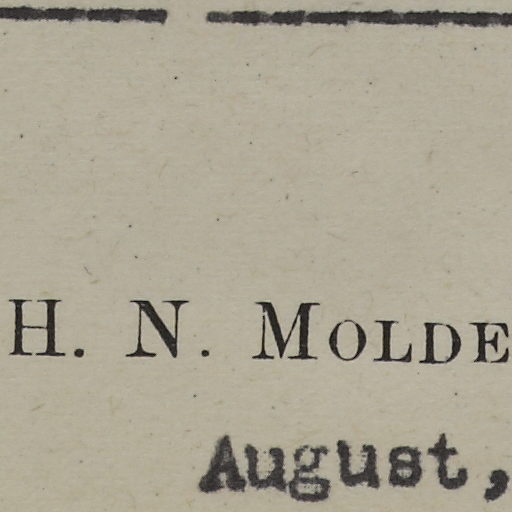 H. N. MOLDE
August,